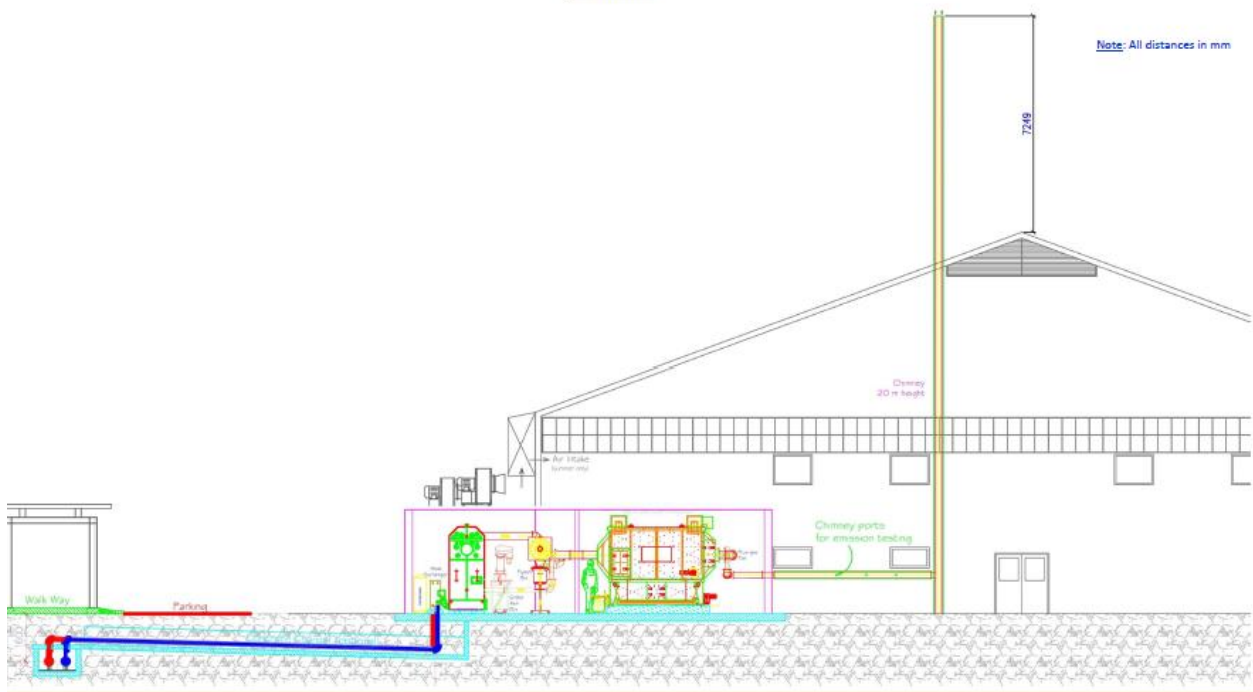 Note: All distances in mm
7249
Chimney
20 m height
Air Intake
Chimney ports
for emission testing
Walk Way
Parking